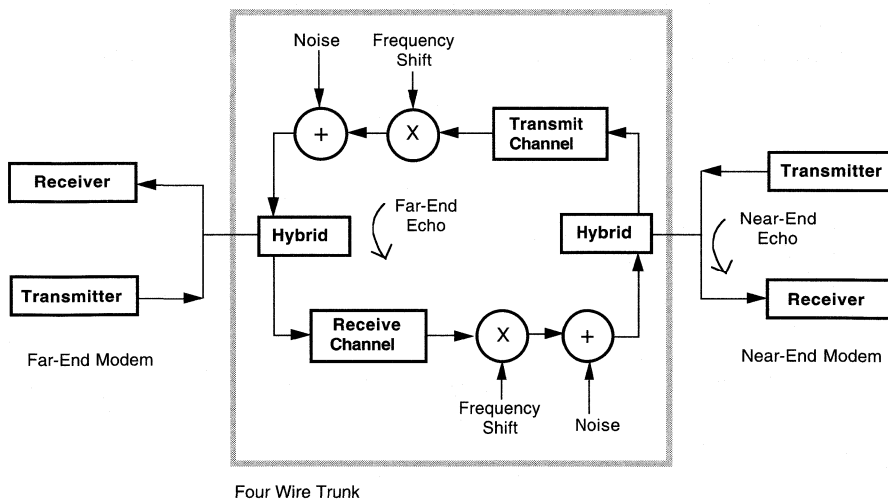 Noise
Frequency
Shift
+
X
Transmit
Channel
Receiver
Transmitter
Far-End
Echo
Near-End
Echo
Hybrid
Hybrid
Transmitter
Receiver
Receive
Channel
X
+
Far-End Modem
Near-End Modem
Frequency
Shift
Noise
Four Wire Trunk